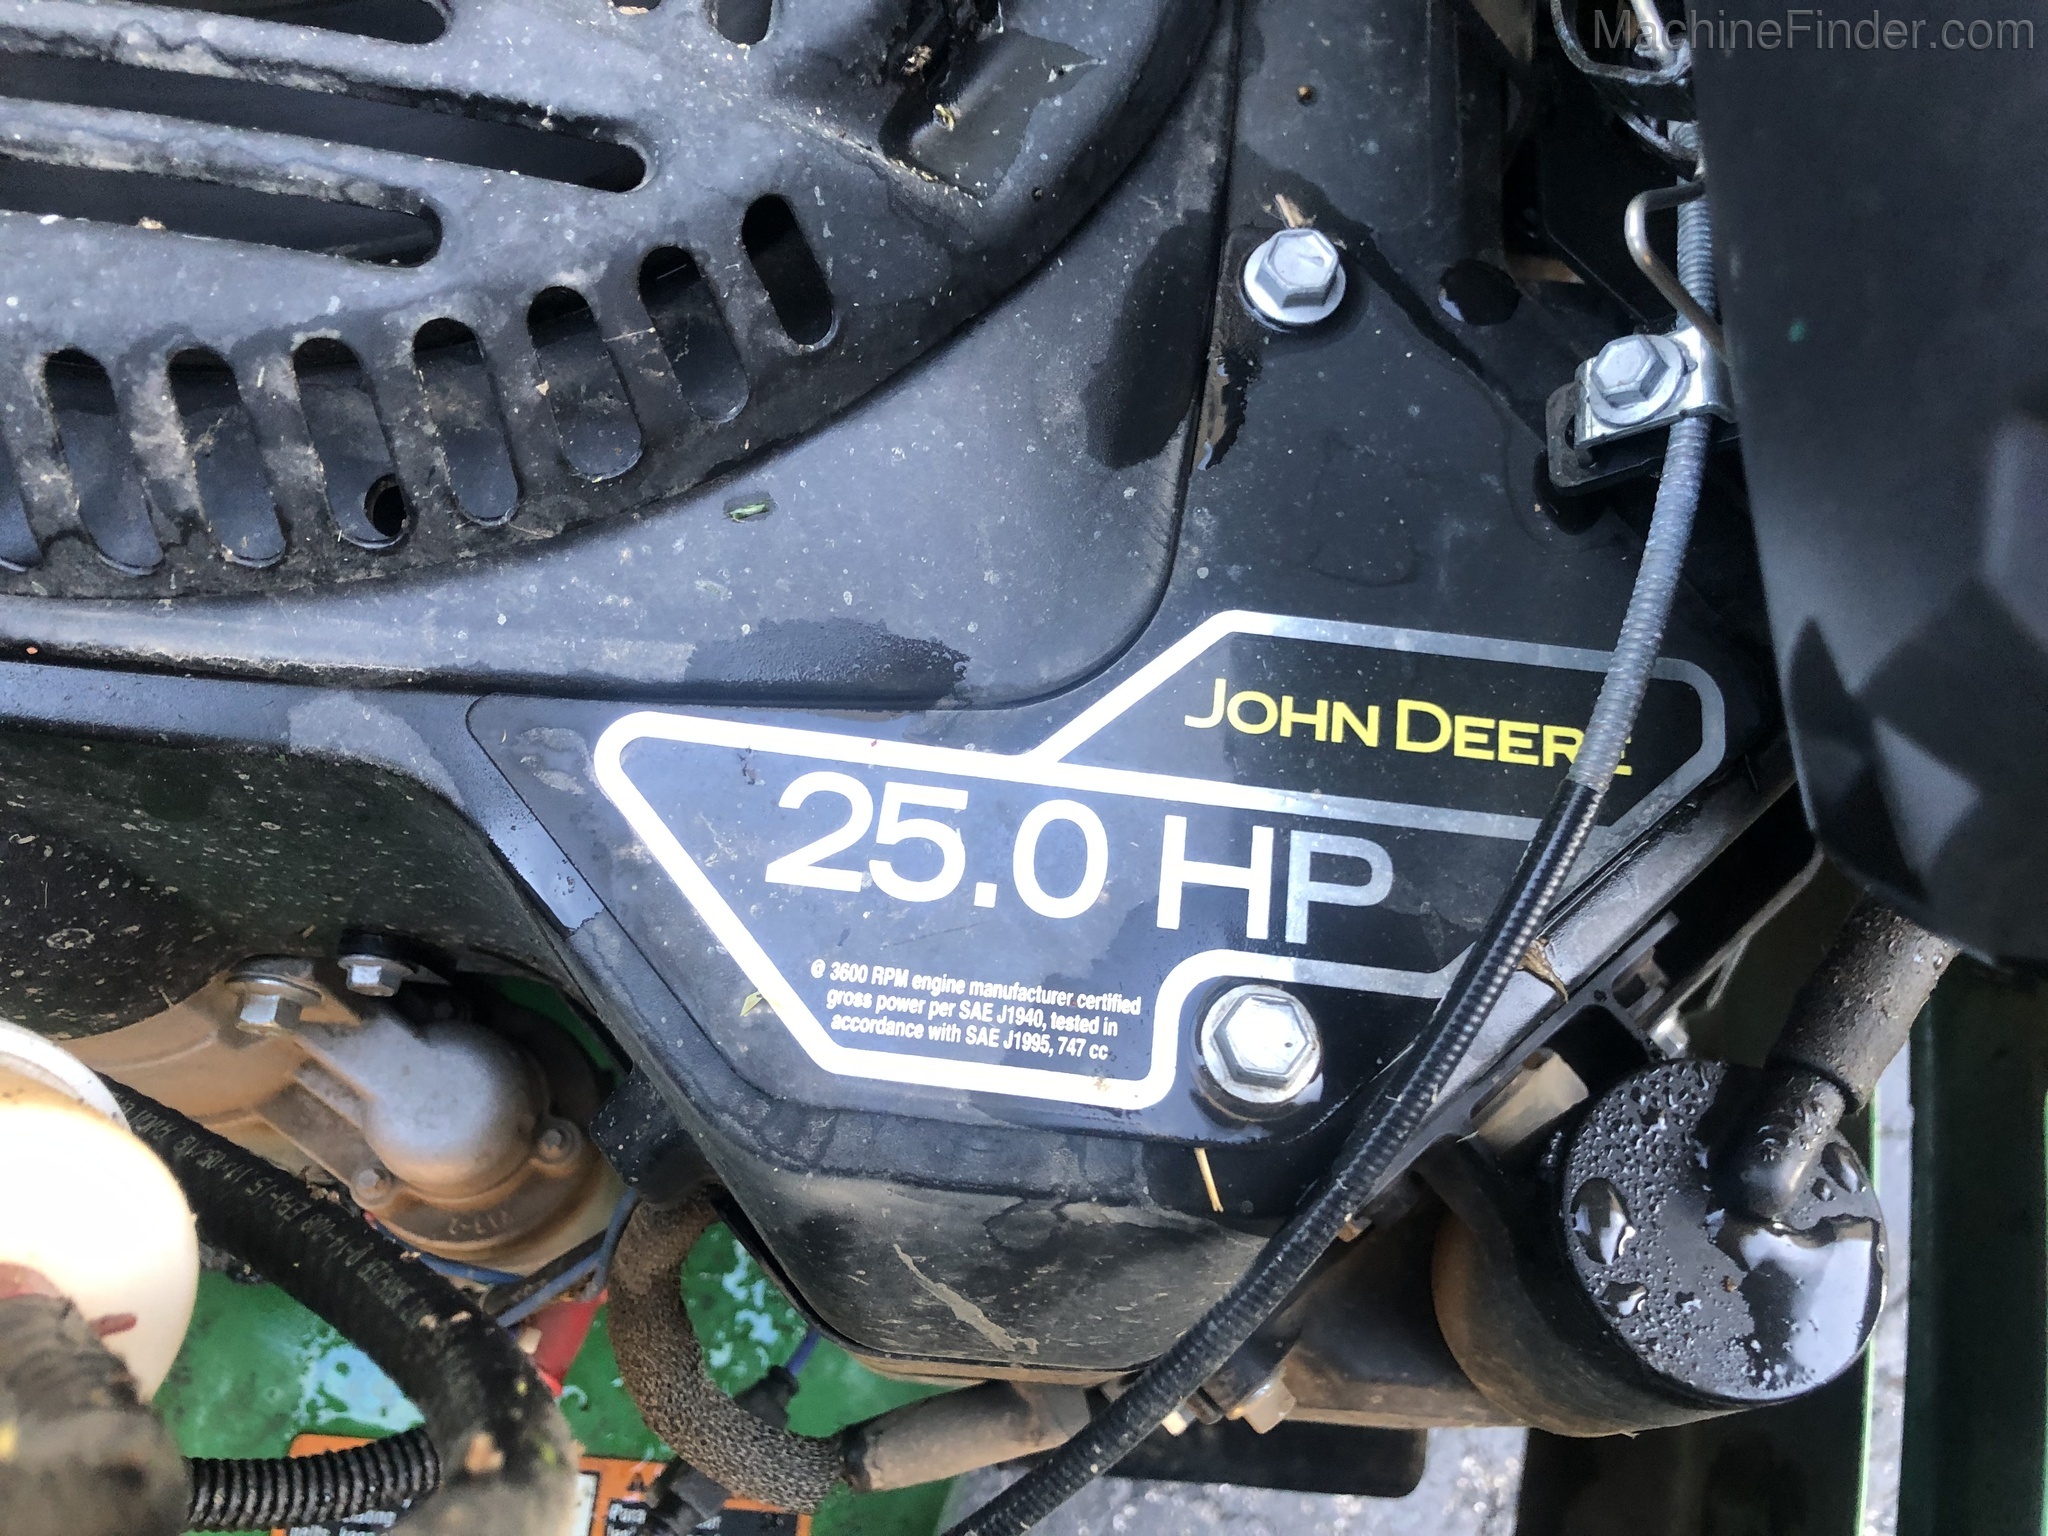 MachineFinder.com
JOHN DEERE
25.0 HP
@ 3600 RPM engine manufacturer certified
gross power per SAE J1940, tested in
accordance with SAE J1995, 747 cc